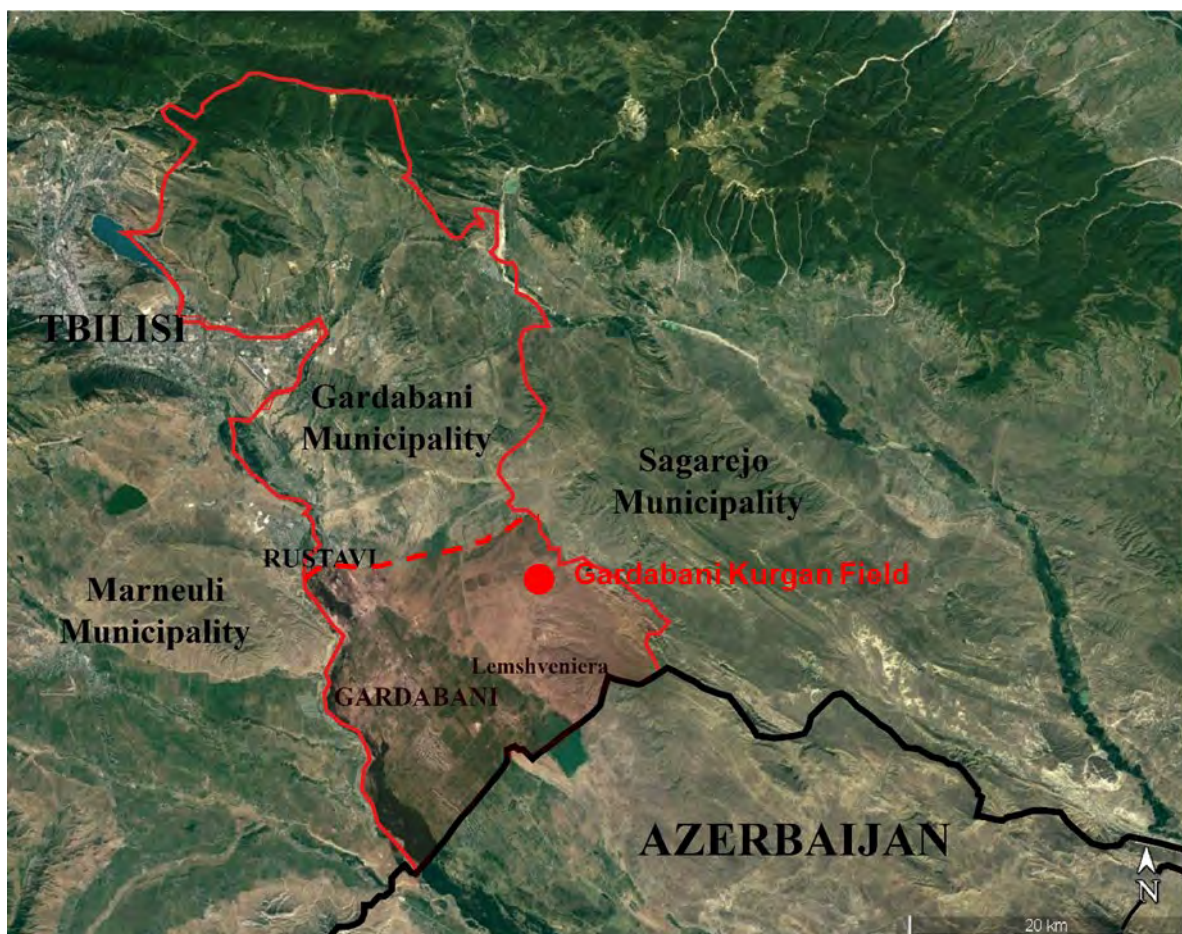 TBILISI
Gardabani
Municipality
Sagarejo
Municipality
RUSTAVI
Gardabani Kurgan Field
Marneuli
Municipality
Lemshveniera
GARDABANI
AZERBAIJAN
N
20 km